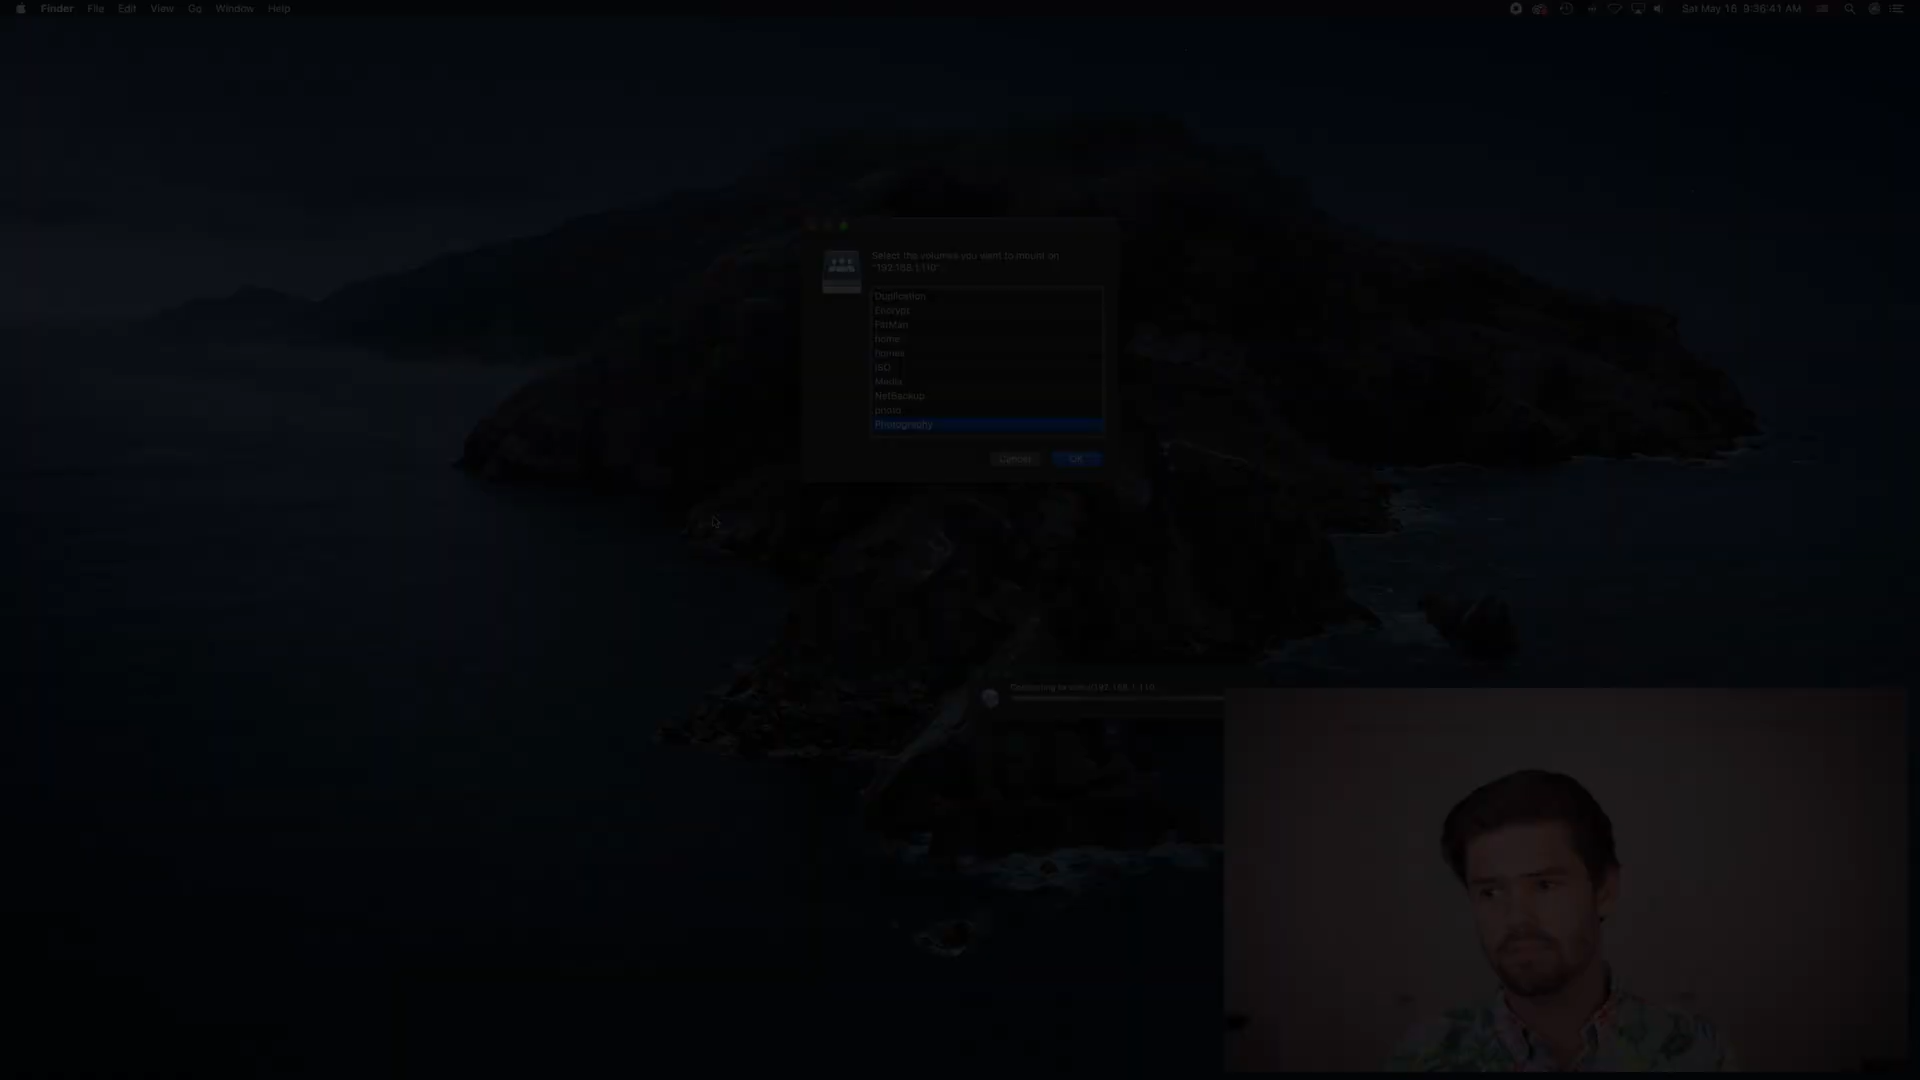 Finder File Edit View Go Window Help
Sat May 16 9:36:41 AM
Select the volumes you want to mount on
"192.168.1.110":
Duplication
Encrypt
home
homes
ISO
Media
NetBackup
photo
Photography
Cancel OK